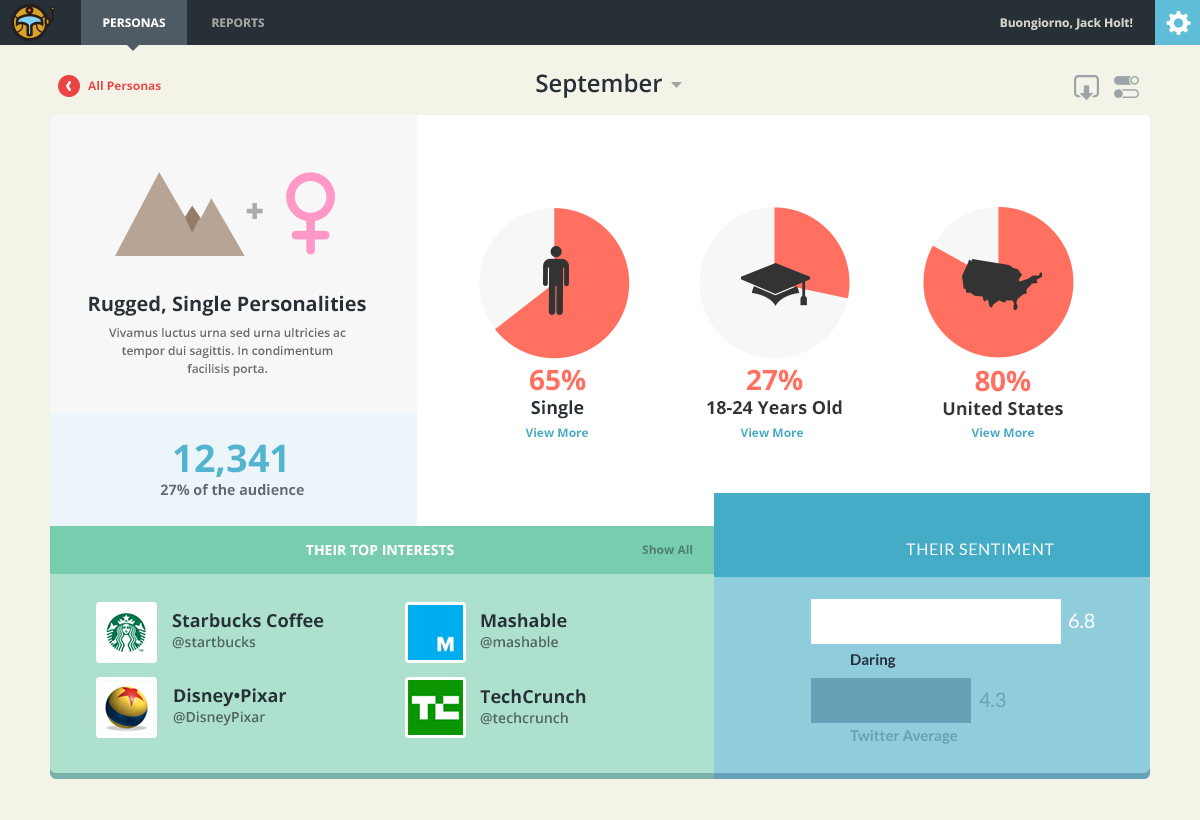 PERSONAS
REPORTS
Buongiorno, Jack Holt!
All Personas
September
Rugged, Single Personalities
Vivamus luctus urna sed urna ultricies ac
tempor dui sagittis. In condimentum
facilisis porta.
12,341
27% of the audience
65%
Single
View More
27%
18-24 Years Old
View More
80%
United States
View More
THEIR TOP INTERESTS
Show All
Starbucks Coffee
@startbucks
M
Mashable
@mashable
Disney•Pixar
@DisneyPixar
TC
TechCrunch
@techcrunch
THEIR SENTIMENT
6.8
Daring
4.3
Twitter Average